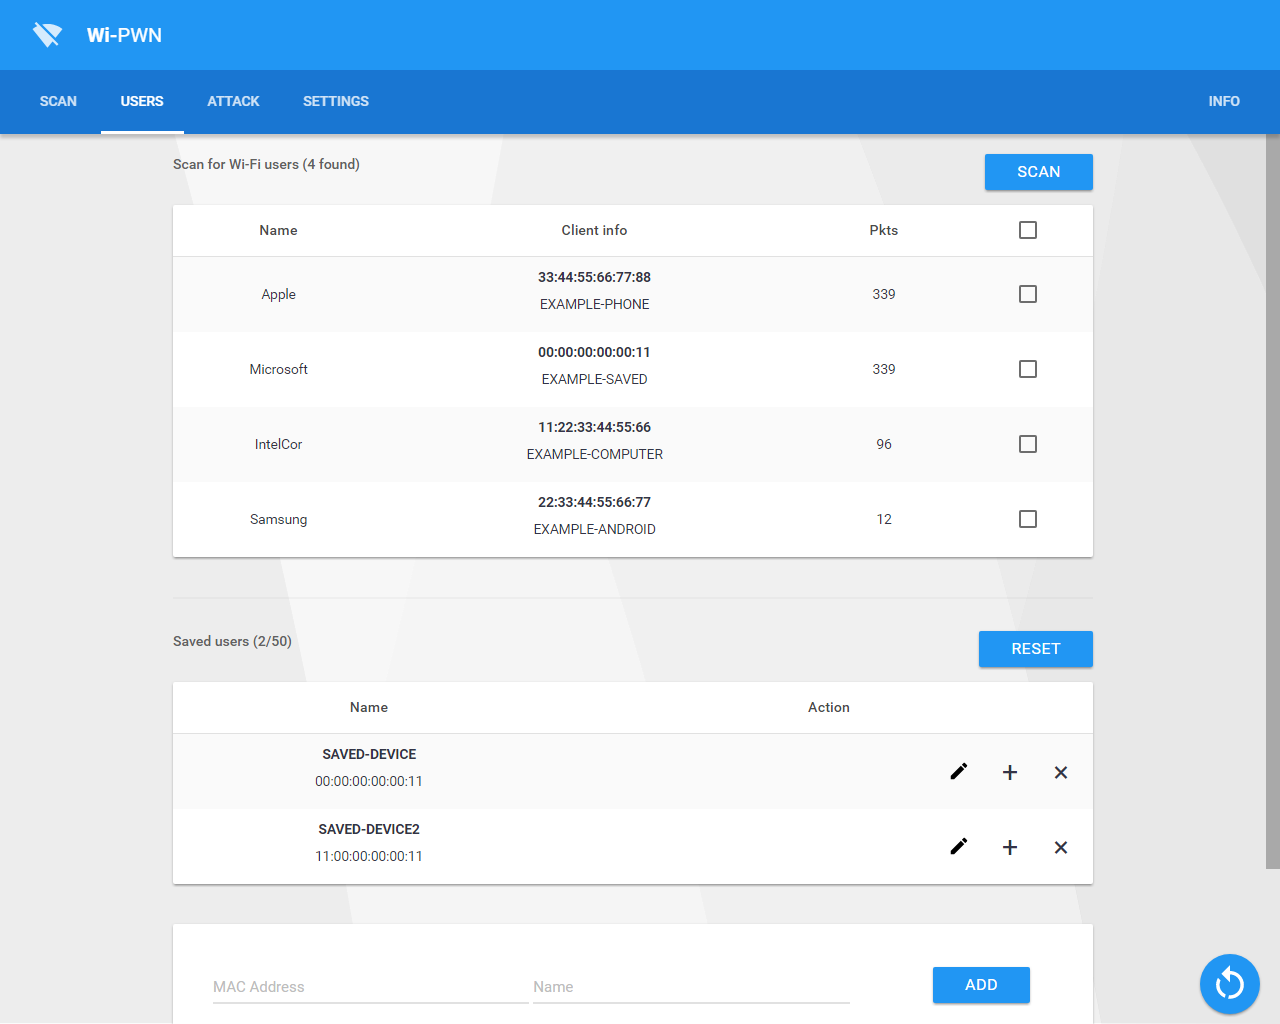 Wi-PWN
SCAN USERS ATTACK SETTINGS INFO
Scan for Wi-Fi users (4 found)
SCAN
Name Client info Pkts
Apple 33:44:55:66:77:88 339
EXAMPLE-PHONE
Microsoft 00:00:00:00:00:11 339
EXAMPLE-SAVED
IntelCor 11:22:33:44:55:66 96
EXAMPLE-COMPUTER
Samsung 22:33:44:55:66:77 12
EXAMPLE-ANDROID
Saved users (2/50)
RESET
Name Action
SAVED-DEVICE
00:00:00:00:00:11
SAVED-DEVICE2
11:00:00:00:00:11
MAC Address Name ADD